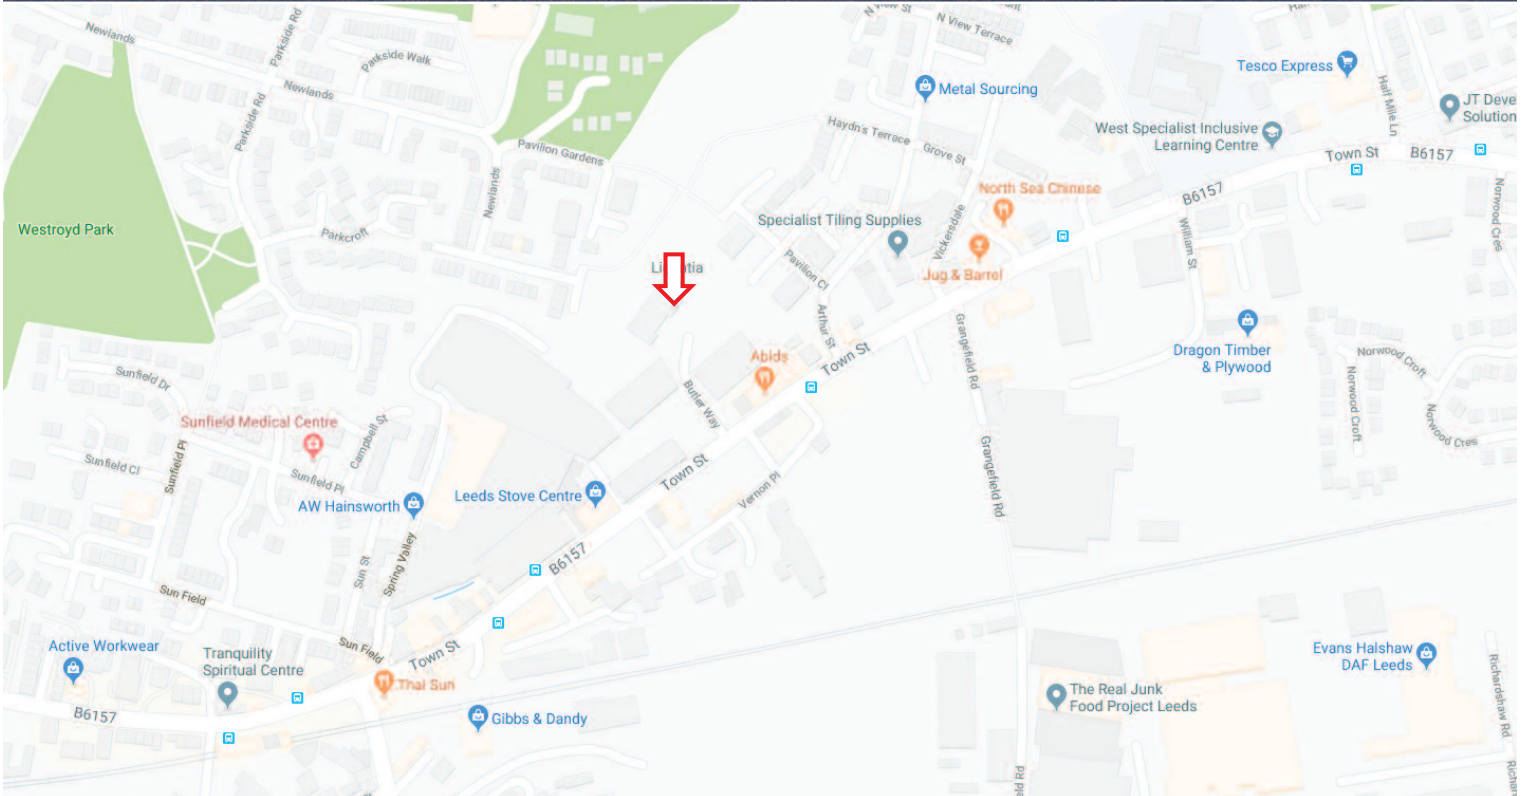 N View St
N View Terrace
Newlands
Parkside Rd
Parkside Walk
Tesco Express
Metal Sourcing
Newlands
Half Mile Ln
JT Deve
Solution
Parkside Rd
Haydn's Terrace
West Specialist Inclusive
Learning Centre
Pavilion Gardens
Grove St
Town St
B6157
North Sea Chinese
B6157
Newlands
Norwood Cres
Westroyd Park
Parkcroft
Specialist Tiling Supplies
Vickersdale
William St
Pavilion Cl
Jug & Barrel
Arthur St
Grangefield Rd
Dragon Timber
& Plywood
Abids
Town St
Norwood Croft
Sunfield Dr
Butler Way
Norwood Croft
Norwood Cres
Sunfield Medical Centre
Campbell St
Sunfield Pl
Sunfield Cl
Grangefield Rd
Town St
Sunfield Pl
Vernon Pl
Leeds Stove Centre
AW Hainsworth
B6157
Sun St
Spring Valley
Sun Field
Active Workwear
Sun Field
Town St
Tranquility
Spiritual Centre
Evans Halshaw
DAF Leeds
Thai Sun
The Real Junk
Food Project Leeds
Richardshaw Rd
B6157
Gibbs & Dandy